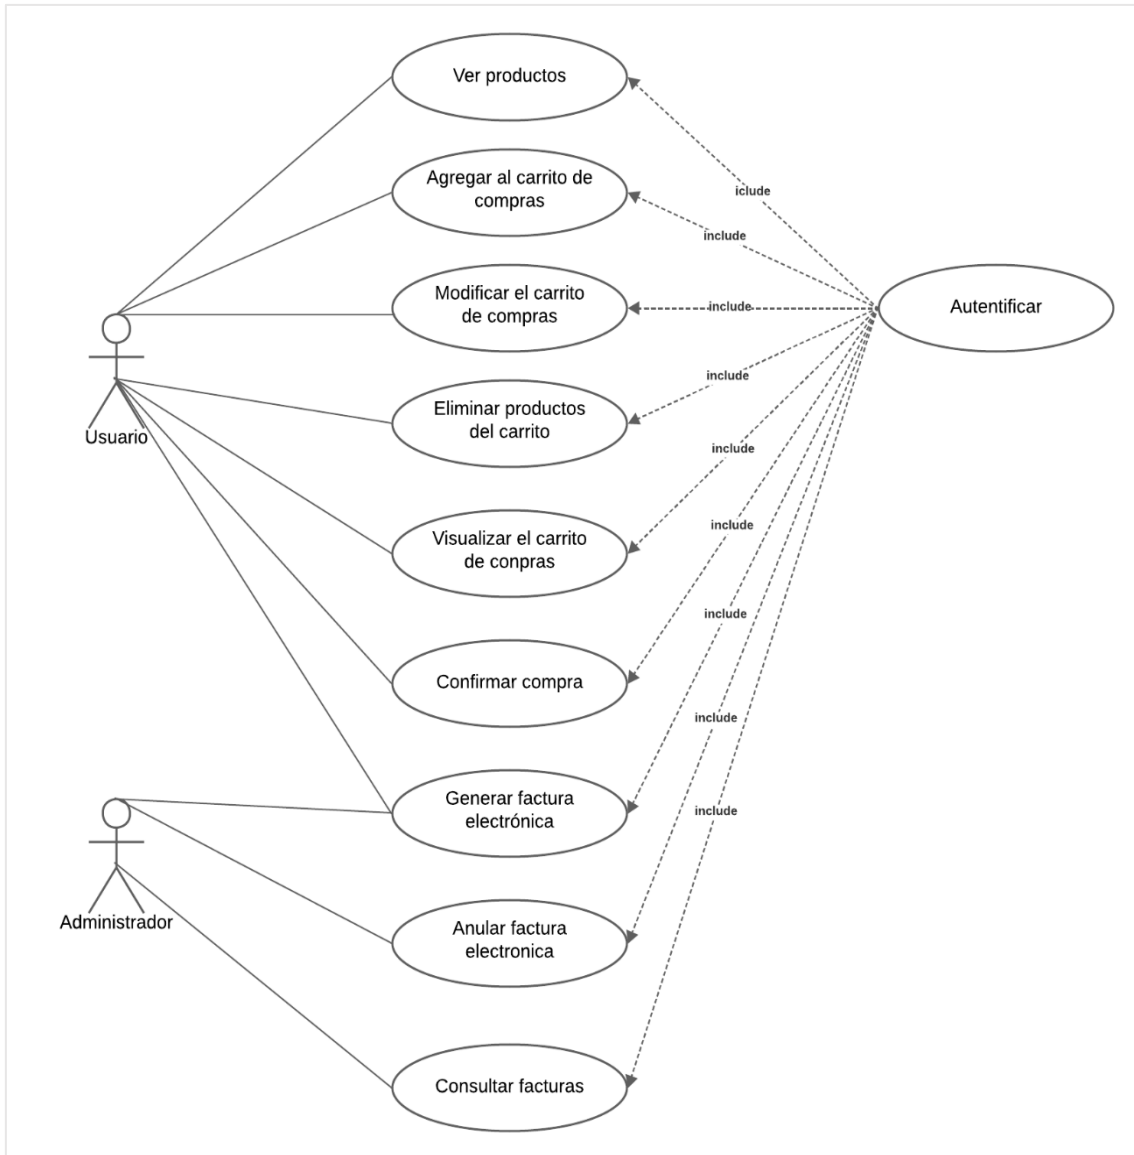 Ver productos
iclude
Agregar al carrito de
compras
include
Modificar el carrito
de compras
include
Autentificar
include
Eliminar productos
del carrito
Usuario
include
Visualizar el carrito
de conpras
include
Confirmar compra
include
include
Generar factura
electrónica
include
Administrador
Anular factura
electronica
Consultar facturas